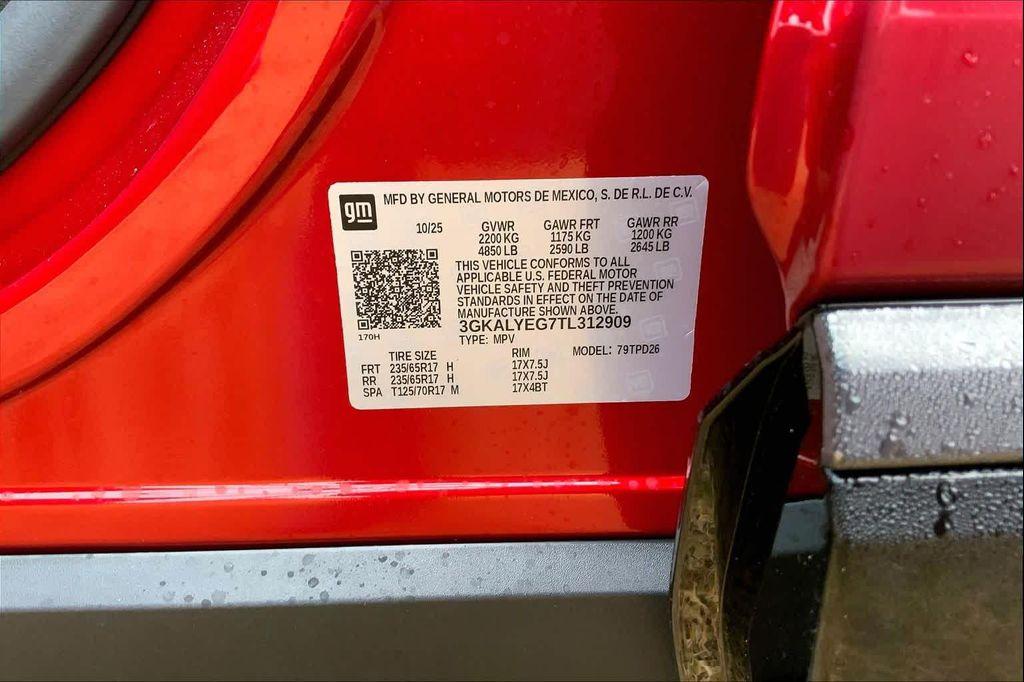 gm MFD BY GENERAL MOTORS DE MEXICO, S. DE R.L. DE C.V.
10/25 GVWR GAWR FRT GAWR RR
2200 KG 1175 KG 1200 KG
4850 LB 2590 LB 2645 LB
THIS VEHICLE CONFORMS TO ALL
APPLICABLE U.S. FEDERAL MOTOR
VEHICLE SAFETY AND THEFT PREVENTION
STANDARDS IN EFFECT ON THE DATE OF
MANUFACTURE SHOWN ABOVE.
170H 3GKALYEG7TL312909
TYPE: MPV MODEL: 79TPD26
TIRE SIZE RIM
FRT 235/65R17 H 17X7.5J
RR 235/65R17 H 17X7.5J
SPA T125/70R17 M 17X4BT